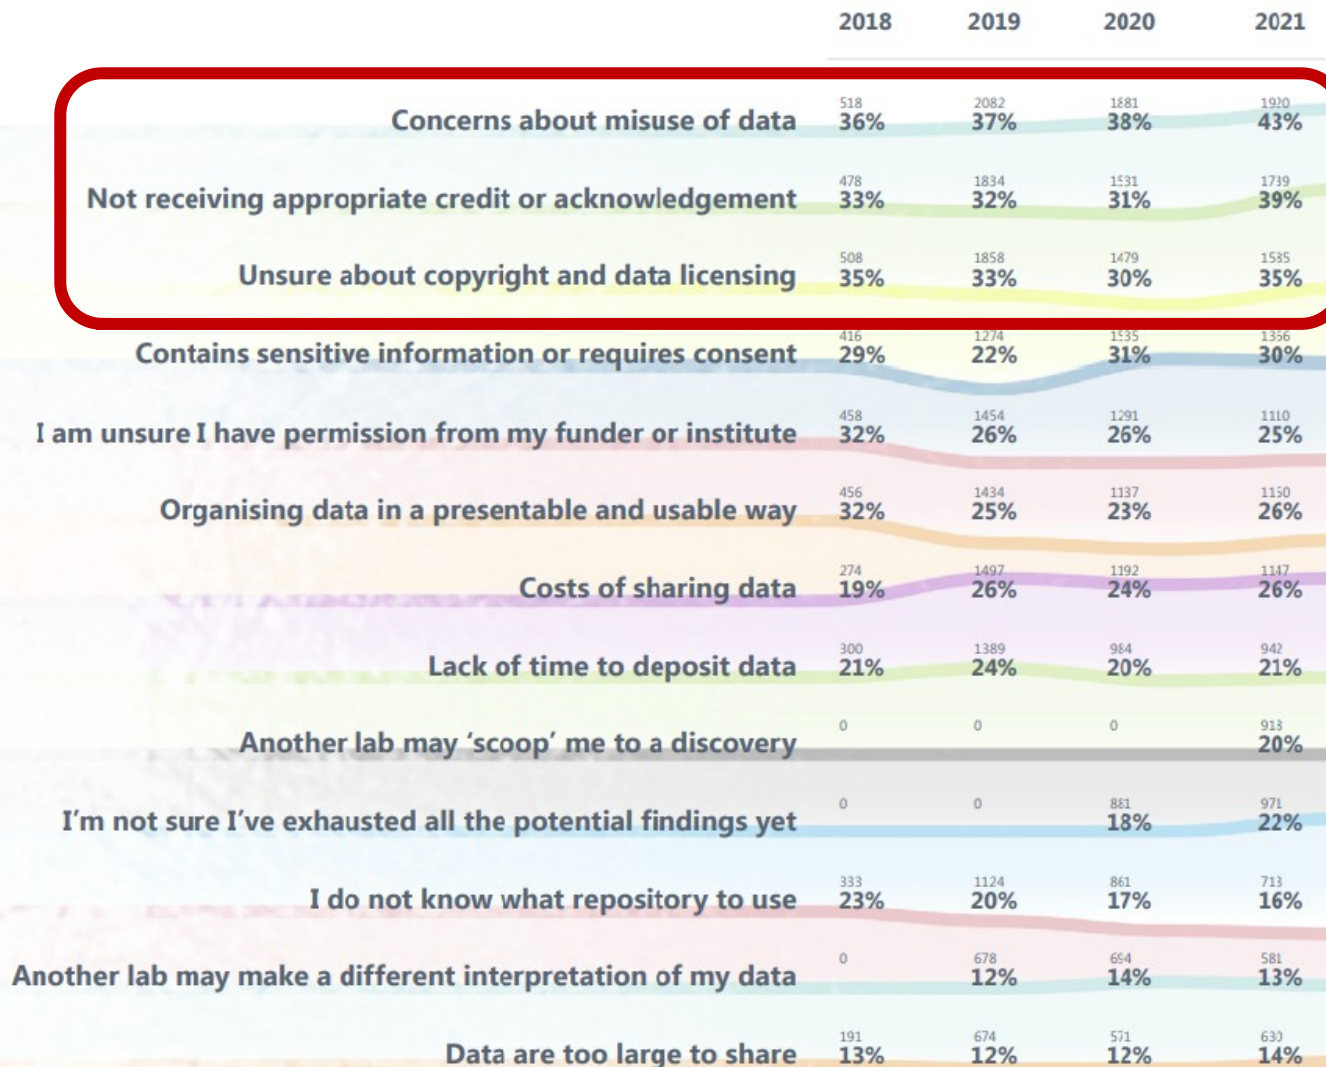 2018 2019 2020 2021
518 2082 1881 1920
Concerns about misuse of data 36% 37% 38% 43%
478 1834 1531 1739
Not receiving appropriate credit or acknowledgement 33% 32% 31% 39%
508 1858 1479 1585
Unsure about copyright and data licensing 35% 33% 30% 35%
416 1274 1535 1356
Contains sensitive information or requires consent 29% 22% 31% 30%
458 1454 1291 1110
I am unsure I have permission from my funder or institute 32% 26% 26% 25%
456 1434 1137 1150
Organising data in a presentable and usable way 32% 25% 23% 26%
274 1497 1192 1147
Costs of sharing data 19% 26% 24% 26%
300 1389 984 942
Lack of time to deposit data 21% 24% 20% 21%
0 0 0 913
Another lab may ‘scoop’ me to a discovery 20%
0 0 881 971
I’m not sure I’ve exhausted all the potential findings yet 18% 22%
333 1124 861 713
I do not know what repository to use 23% 20% 17% 16%
0 678 694 581
Another lab may make a different interpretation of my data 12% 14% 13%
191 674 571 630
Data are too large to share 13% 12% 12% 14%